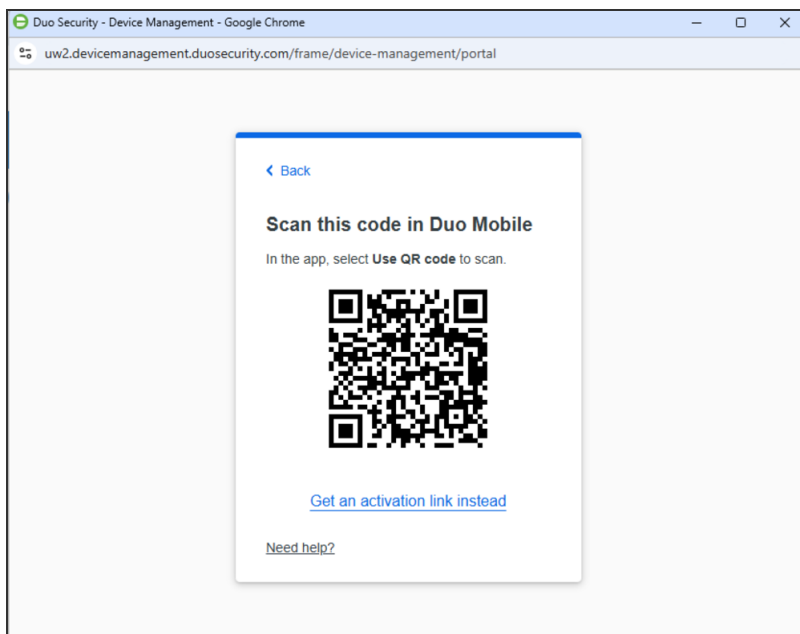 Duo Security - Device Management - Google Chrome
uw2.devicemanagement.duosecurity.com/frame/device-management/portal
Back
Scan this code in Duo Mobile
In the app, select Use QR code to scan.
Get an activation link instead
Need help?